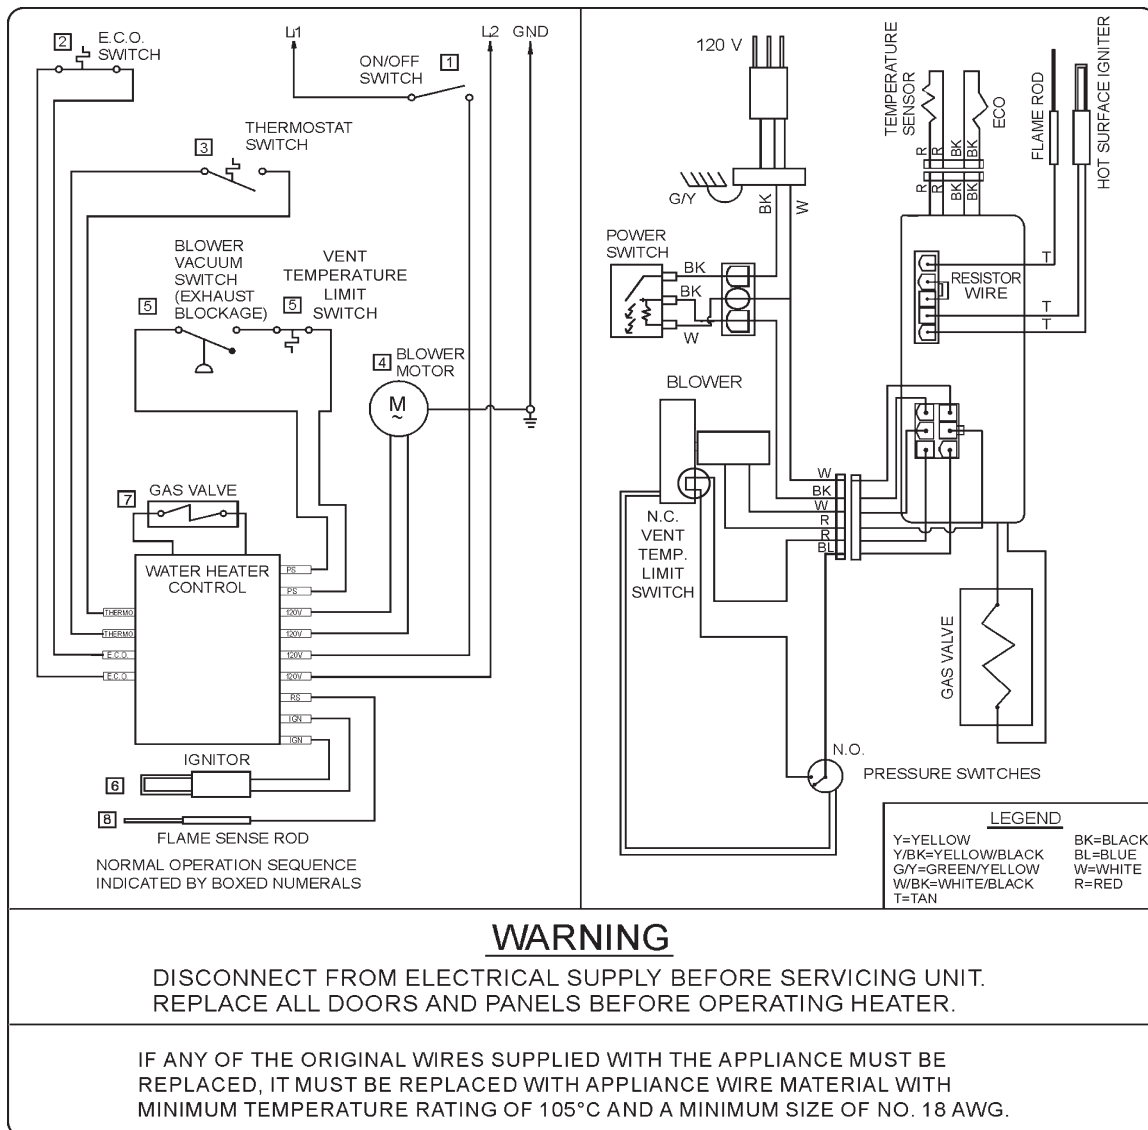 2
E.C.O.
SWITCH
L1
L2
GND
ON/OFF
SWITCH
1
THERMOSTAT
SWITCH
3
BLOWER
VACUUM
SWITCH
(EXHAUST
BLOCKAGE)
5
VENT
TEMPERATURE
LIMIT
SWITCH
5
4
BLOWER
MOTOR
M
~
7
GAS VALVE
WATER HEATER
CONTROL
PS
PS
THERMO.
120V
THERMO.
120V
E.C.O.
120V
E.C.O.
120V
RS
IGN
IGN
IGNITOR
6
8
FLAME SENSE ROD
NORMAL OPERATION SEQUENCE
INDICATED BY BOXED NUMERALS
120 V
G/Y
BK
W
POWER
SWITCH
BK
BK
W
TEMPERATURE
SENSOR
ECO
R
R
BK
BK
R
R
BK
BK
FLAME ROD
HOT SURFACE IGNITER
T
RESISTOR
WIRE
T
T
BLOWER
N.C.
VENT
TEMP.
LIMIT
SWITCH
W
BK
W
R
R
BL
GAS VALVE
N.O.
PRESSURE SWITCHES
LEGEND
Y=YELLOW BK=BLACK
Y/BK=YELLOW/BLACK BL=BLUE
G/Y=GREEN/YELLOW W=WHITE
W/BK=WHITE/BLACK R=RED
T=TAN
WARNING
DISCONNECT FROM ELECTRICAL SUPPLY BEFORE SERVICING UNIT.
REPLACE ALL DOORS AND PANELS BEFORE OPERATING HEATER.
IF ANY OF THE ORIGINAL WIRES SUPPLIED WITH THE APPLIANCE MUST BE
REPLACED, IT MUST BE REPLACED WITH APPLIANCE WIRE MATERIAL WITH
MINIMUM TEMPERATURE RATING OF 105°C AND A MINIMUM SIZE OF NO. 18 AWG.